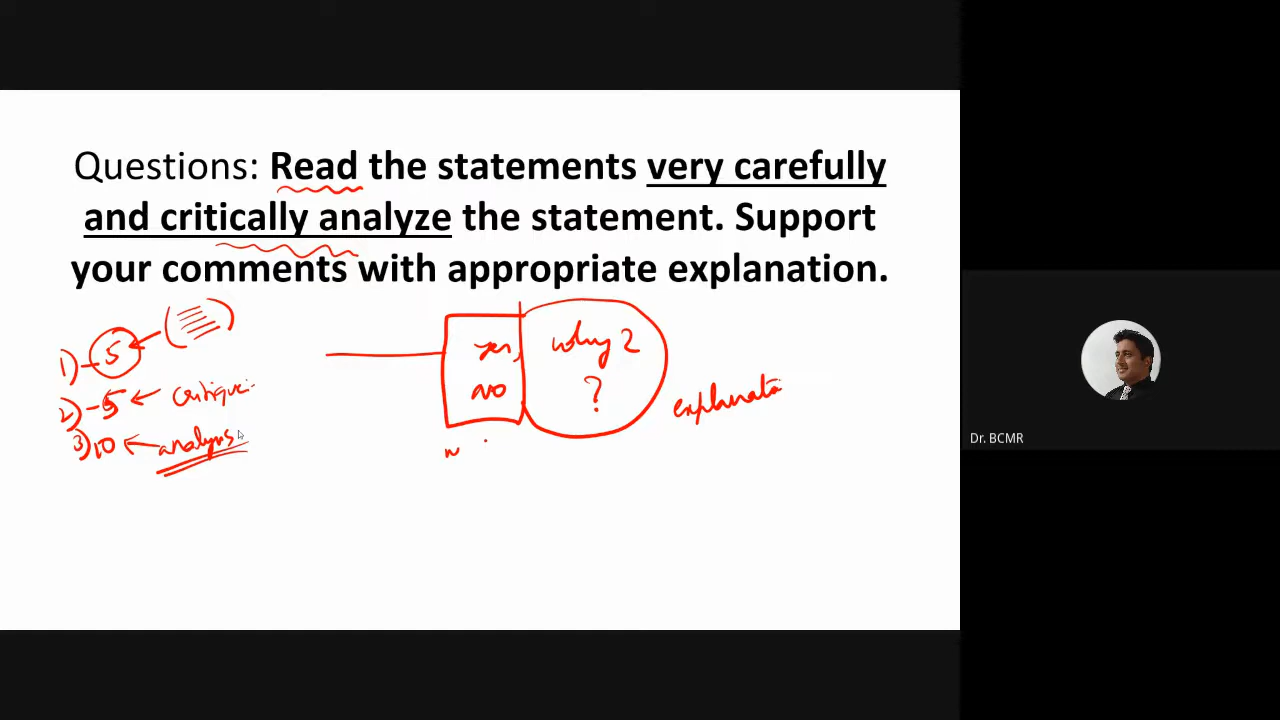 Questions: Read the statements very carefully
and critically analyze the statement. Support
your comments with appropriate explanation.
1) - 5
2) - 5 ← critique
3) 10 ← analysis
yes, why ?
no ?
explanato
Dr. BCMR